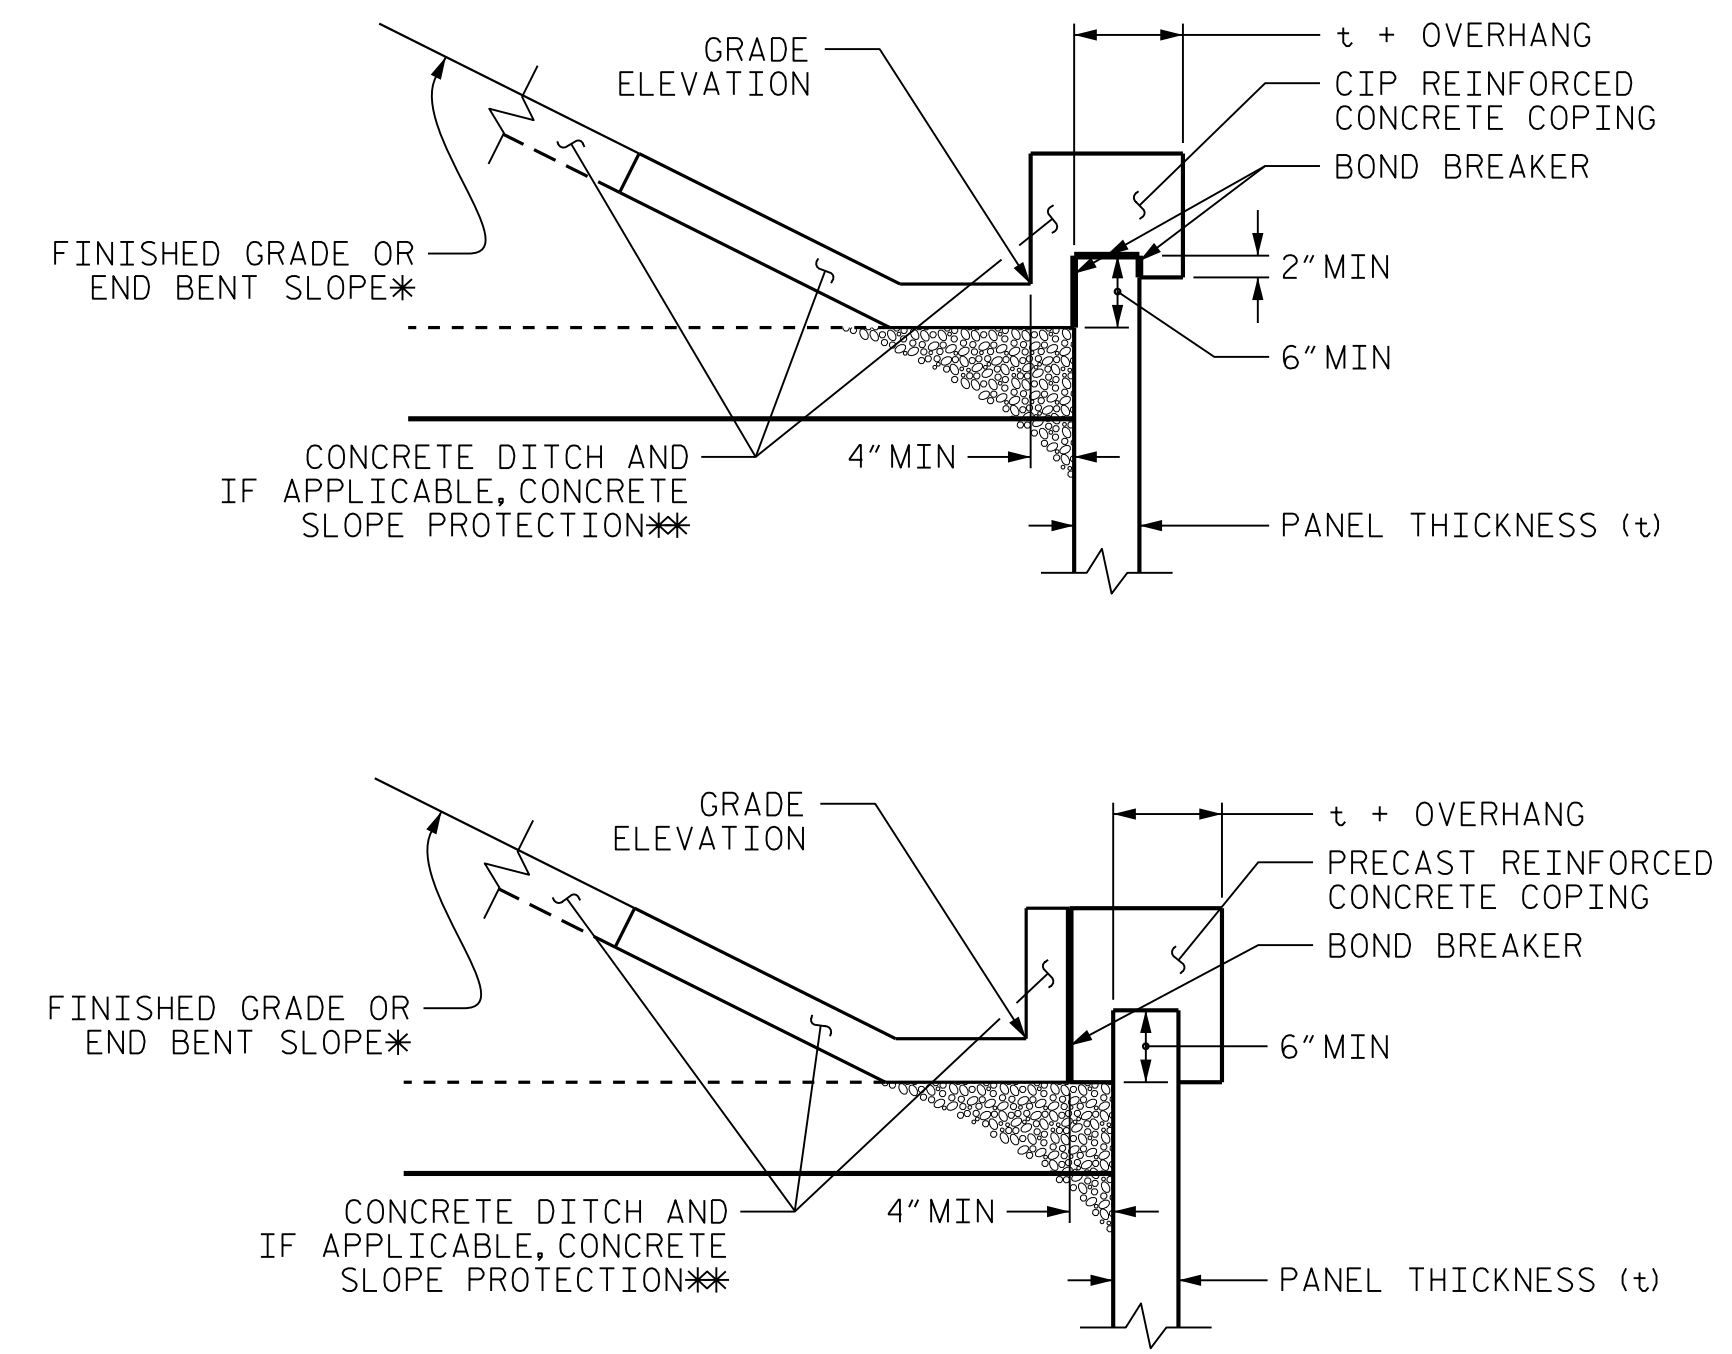 GRADE
ELEVATION
t + OVERHANG
CIP REINFORCED
CONCRETE COPING
BOND BREAKER
FINISHED GRADE OR
END BENT SLOPE*
2" MIN
6" MIN
CONCRETE DITCH AND
IF APPLICABLE, CONCRETE
SLOPE PROTECTION**
4" MIN
PANEL THICKNESS (t)
GRADE
ELEVATION
t + OVERHANG
PRECAST REINFORCED
CONCRETE COPING
BOND BREAKER
FINISHED GRADE OR
END BENT SLOPE*
6" MIN
CONCRETE DITCH AND
IF APPLICABLE, CONCRETE
SLOPE PROTECTION**
4" MIN
PANEL THICKNESS (t)